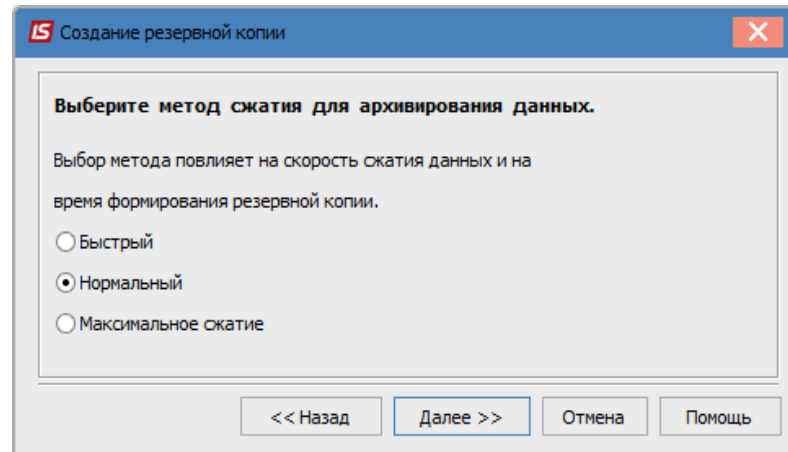 IS Создание резервной копии
Выберите метод сжатия для архивирования данных.
Выбор метода повлияет на скорость сжатия данных и на
время формирования резервной копии.
Быстрый
Нормальный
Максимальное сжатие
<< Назад Далее >> Отмена Помощь